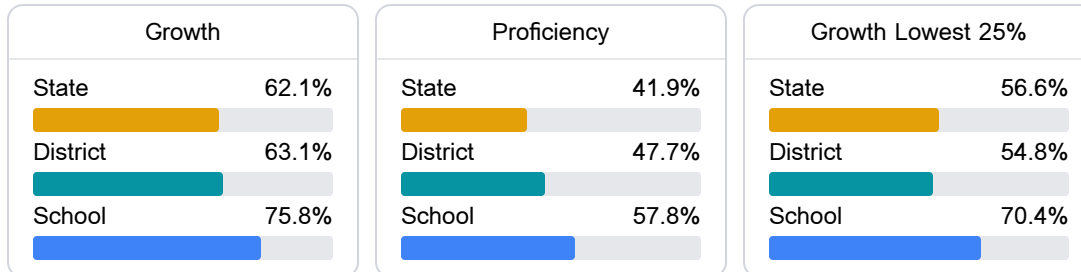 Growth
State 62.1%
District 63.1%
School 75.8%
Proficiency
State 41.9%
District 47.7%
School 57.8%
Growth Lowest 25%
State 56.6%
District 54.8%
School 70.4%